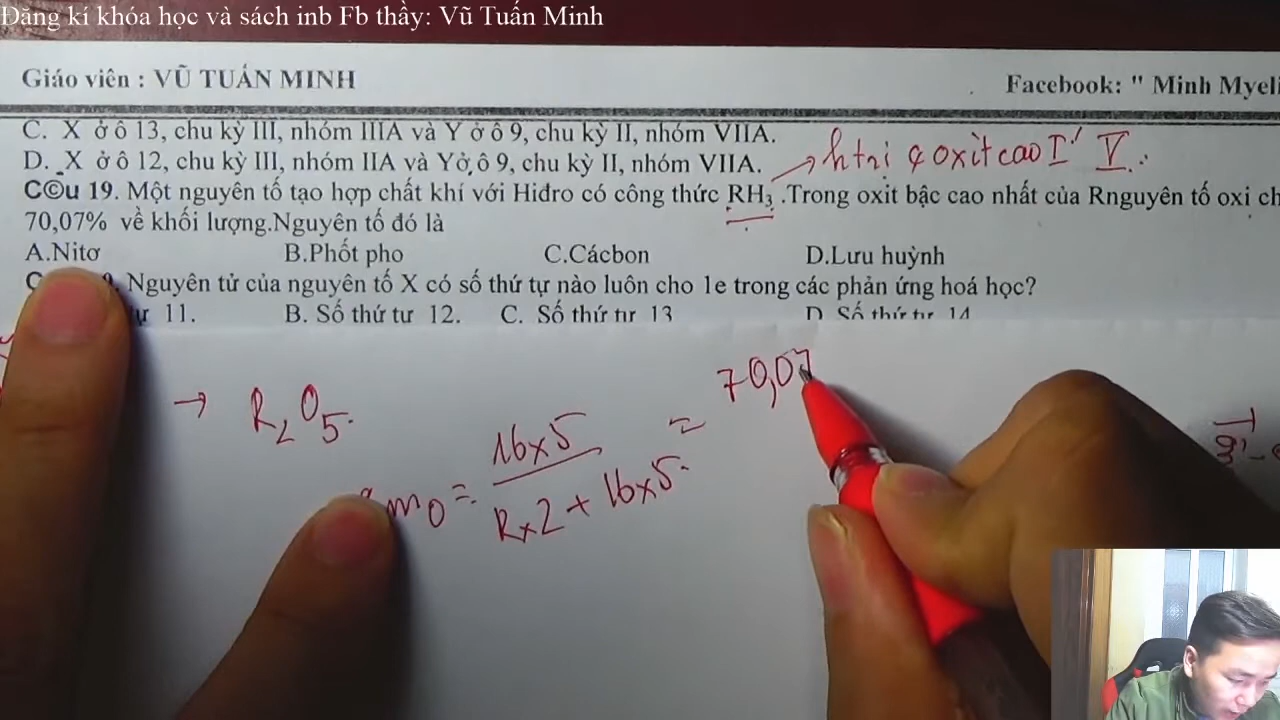 Đăng kí khóa học và sách inb Fb thầy: Vũ Tuấn Minh
Giáo viên : VŨ TUẤN MINH
Facebook: " Minh Myeli
C. X ở ô 13, chu kỳ III, nhóm IIIA và Y ở ô 9, chu kỳ II, nhóm VIIA.
D. X ở ô 12, chu kỳ III, nhóm IIA và Yở ô 9, chu kỳ II, nhóm VIIA.
oxit cao I' V
C©u 19. Một nguyên tố tạo hợp chất khí với Hiđro có công thức RH3 .Trong oxit bậc cao nhất của Rnguyên tố oxi ch
70,07% về khối lượng.Nguyên tố đó là
A.Nitơ B.Phốt pho C.Cácbon D.Lưu huỳnh
Nguyên tử của nguyên tố X có số thứ tự nào luôn cho 1e trong các phản ứng hoá học?
11. B. Số thứ tư 12. C. Số thứ tự 13 D. Số thứ tự 14
→ R2O5
70,07
16x5
mO = =
Rx2 + 16x5